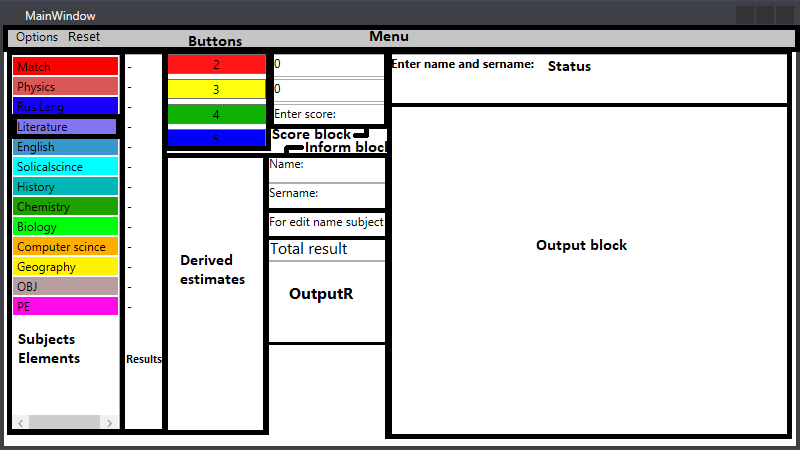 MainWindow
Options Reset
Menu
Buttons
Match
Physics
Rus.Leng
Literature
English
Solicalscince
History
Chemistry
Biology
Computer scince
Geography
OBJ
PE
Subjects
Elements
-
-
-
-
-
-
-
-
-
-
-
-
-
Results
2
3
4
5
Derived
estimates
0
0
Enter score:
Score block
Inform block
Name:
Sername:
For edit name subject
Total result
OutputR
Enter name and sername:
Status
Output block